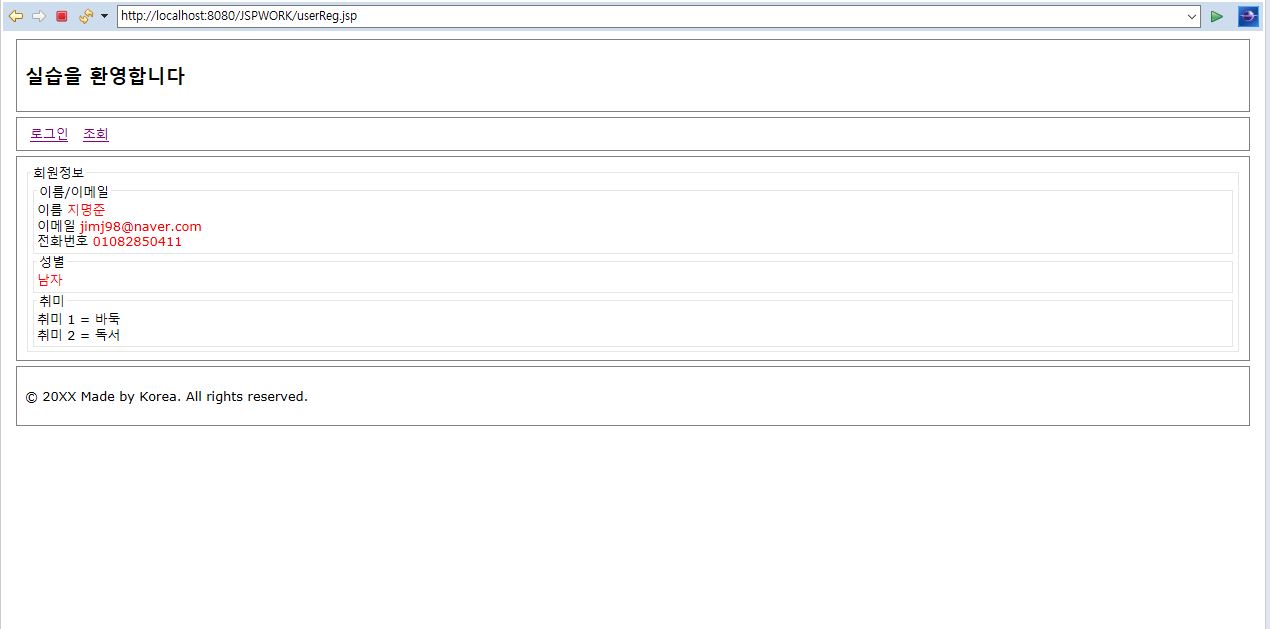 http://localhost:8080/JSPWORK/userReg.jsp
실습을 환영합니다
로그인 조회
회원정보
이름/이메일
이름 지명준
이메일 jimj98@naver.com
전화번호 01082850411
성별
남자
취미
취미 1 = 바둑
취미 2 = 독서
© 20XX Made by Korea. All rights reserved.